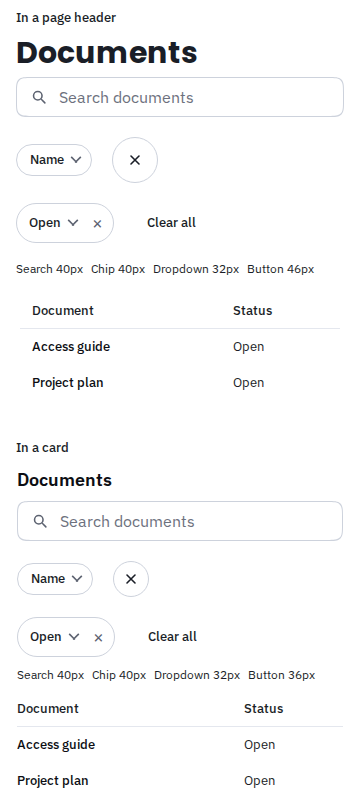 In a page header
Documents
Search documents
Name
Open
Clear all
Search 40px Chip 40px Dropdown 32px Button 46px
Document Status
Access guide Open
Project plan Open
In a card
Documents
Search documents
Name
Open
Clear all
Search 40px Chip 40px Dropdown 32px Button 36px
Document Status
Access guide Open
Project plan Open